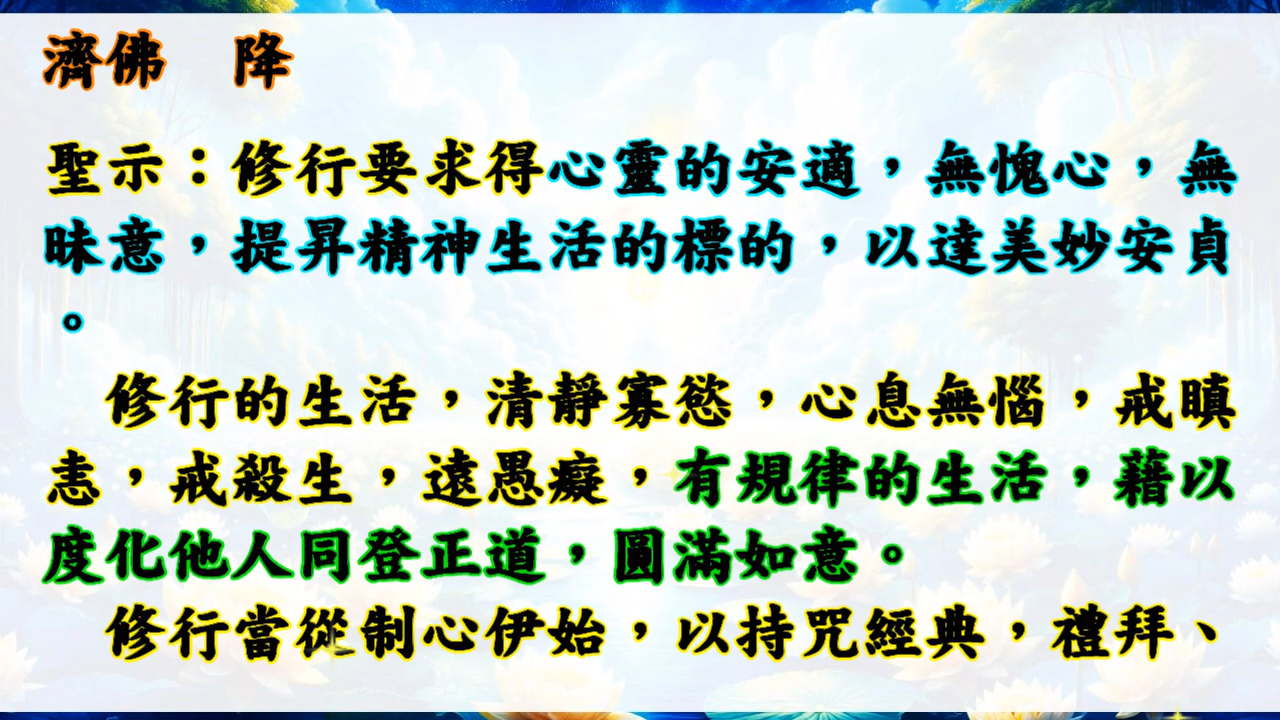 濟佛　降
聖示：修行要求得心靈的安適，無愧心，無
昧意，提昇精神生活的標的，以達美妙安貞
。
修行的生活，清靜寡慾，心息無惱，戒瞋
恚，戒殺生，遠愚癡，有規律的生活，藉以
度化他人同登正道，圓滿如意。
修行當從制心伊始，以持咒經典，禮拜、